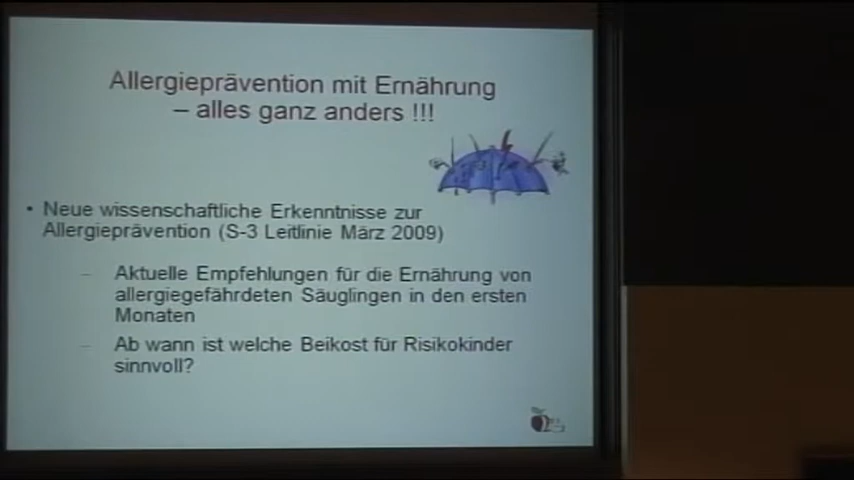 Allergieprävention mit Ernährung
– alles ganz anders !!!
• Neue wissenschaftliche Erkenntnisse zur
Allergieprävention (S-3 Leitlinie März 2009)
– Aktuelle Empfehlungen für die Ernährung von
allergiegefährdeten Säuglingen in den ersten
Monaten
– Ab wann ist welche Beikost für Risikokinder
sinnvoll?